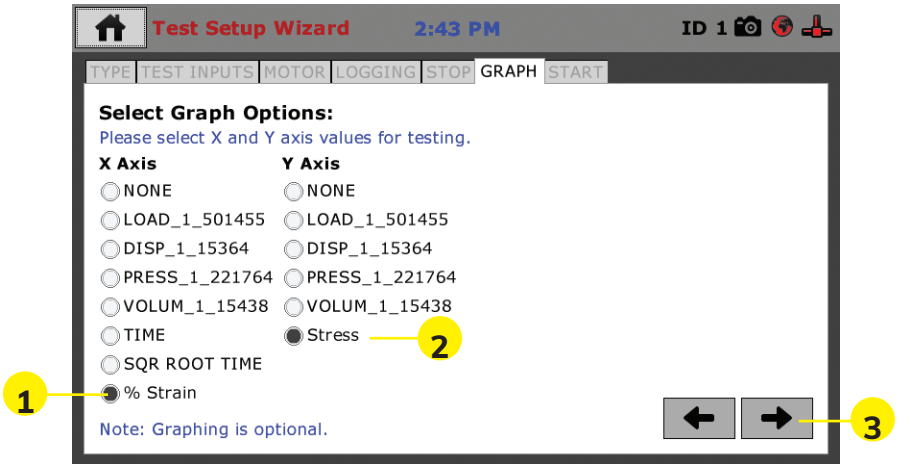 Test Setup Wizard 2:43 PM ID 1
TYPE TEST INPUTS MOTOR LOGGING STOP GRAPH START
Select Graph Options:
Please select X and Y axis values for testing.
X Axis Y Axis
NONE NONE
LOAD_1_501455 LOAD_1_501455
DISP_1_15364 DISP_1_15364
PRESS_1_221764 PRESS_1_221764
VOLUM_1_15438 VOLUM_1_15438
TIME Stress 2
SQR ROOT TIME
1 % Strain
Note: Graphing is optional. 3